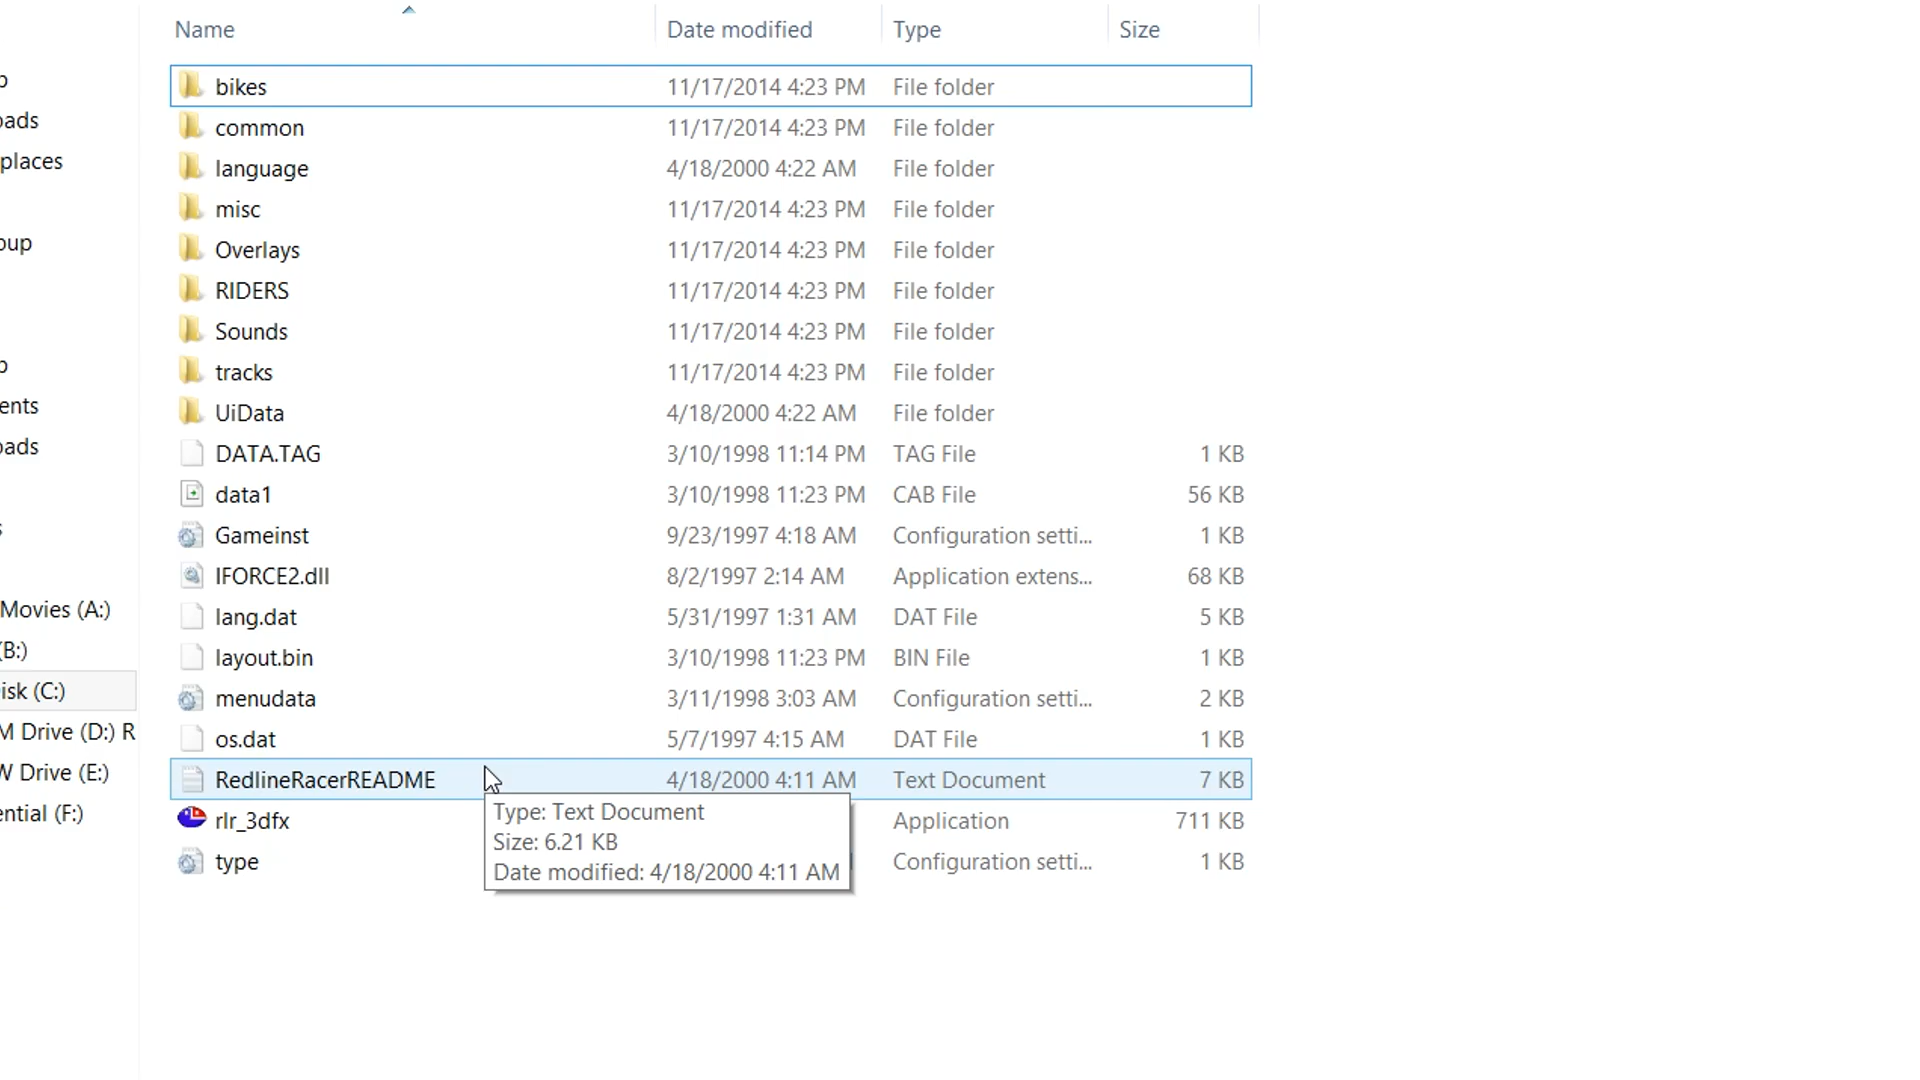 Name Date modified Type Size
bikes 11/17/2014 4:23 PM File folder
common 11/17/2014 4:23 PM File folder
oads
places
language 4/18/2000 4:22 AM File folder
misc 11/17/2014 4:23 PM File folder
oup
Overlays 11/17/2014 4:23 PM File folder
RIDERS 11/17/2014 4:23 PM File folder
Sounds 11/17/2014 4:23 PM File folder
tracks 11/17/2014 4:23 PM File folder
ents
UiData 4/18/2000 4:22 AM File folder
oads
DATA.TAG 3/10/1998 11:14 PM TAG File 1 KB
data1 3/10/1998 11:23 PM CAB File 56 KB
Gameinst 9/23/1997 4:18 AM Configuration setti... 1 KB
IFORCE2.dll 8/2/1997 2:14 AM Application extens... 68 KB
Movies (A:)
lang.dat 5/31/1997 1:31 AM DAT File 5 KB
(B:)
layout.bin 3/10/1998 11:23 PM BIN File 1 KB
isk (C:)
menudata 3/11/1998 3:03 AM Configuration setti... 2 KB
M Drive (D:) R
os.dat 5/7/1997 4:15 AM DAT File 1 KB
W Drive (E:)
RedlineRacerREADME 4/18/2000 4:11 AM Text Document 7 KB
ential (F:)
rlr_3dfx Application 711 KB
type Configuration setti... 1 KB
Type: Text Document
Size: 6.21 KB
Date modified: 4/18/2000 4:11 AM